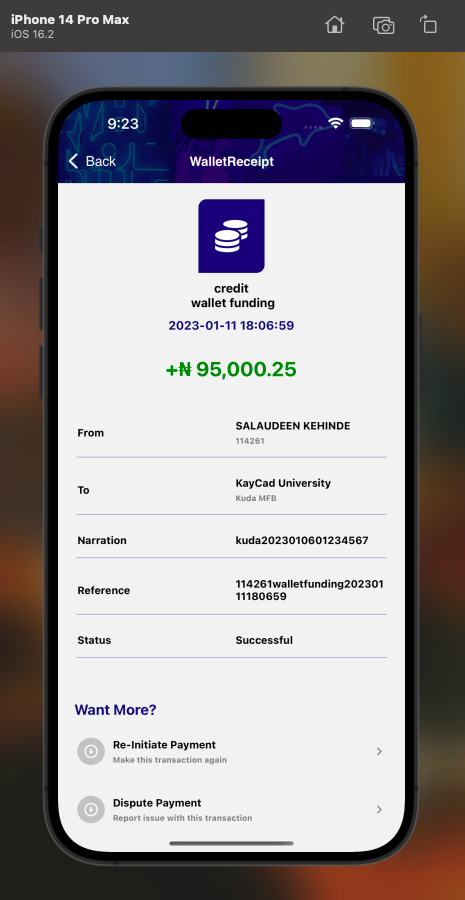 iPhone 14 Pro Max
iOS 16.2
9:23
Back
WalletReceipt
credit
wallet funding
2023-01-11 18:06:59
+₦ 95,000.25
From
SALAUDEEN KEHINDE
114261
To
KayCad University
Kuda MFB
Narration
kuda2023010601234567
Reference
114261walletfunding202301
11180659
Status
Successful
Want More?
Re-Initiate Payment
Make this transaction again
Dispute Payment
Report issue with this transaction